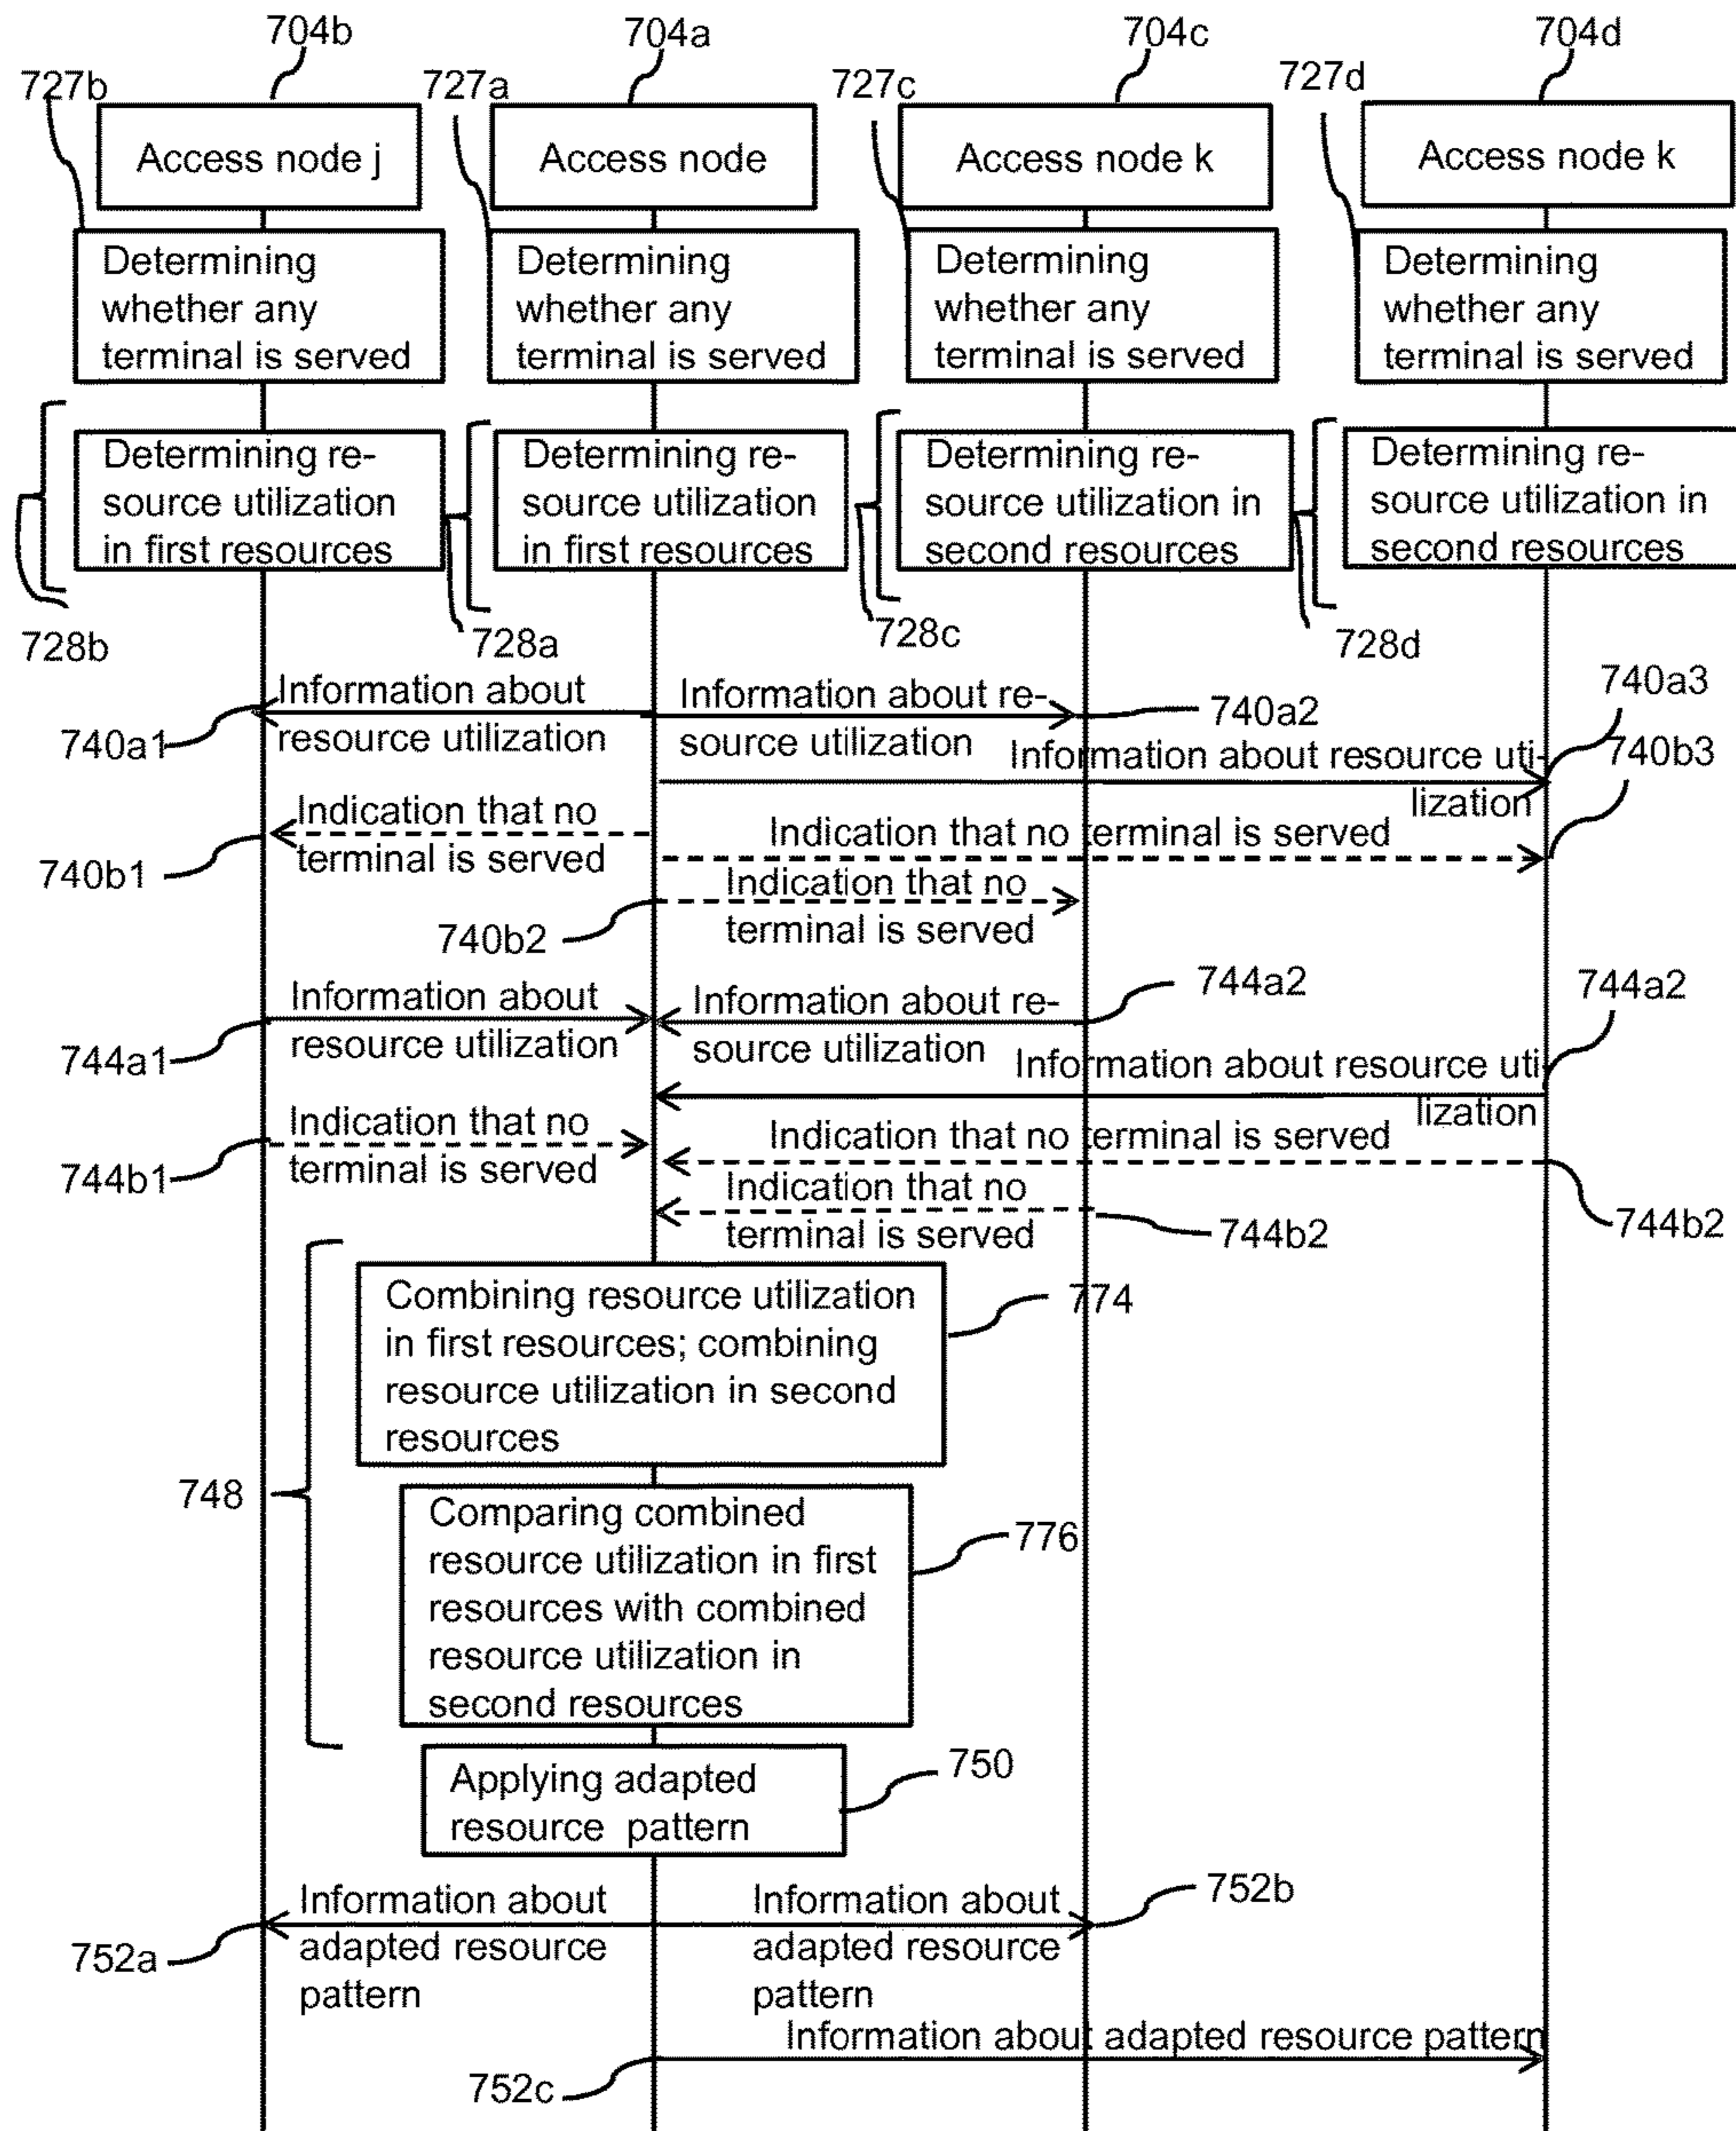 704b
704a
704c
704d
727b
727a
727c
727d
Access node j
Access node
Access node k
Access node k
Determining
whether any
terminal is served
Determining
whether any
terminal is served
Determining
whether any
terminal is served
Determining
whether any
terminal is served
Determining re-
source utilization
in first resources
Determining re-
source utilization
in first resources
Determining re-
source utilization in
second resources
Determining re-
source utilization in
second resources
728b
728a
728c
728d
Information about
resource utilization
740a1
Information about re-
source utilization
740a2
740a3
Information about resource uti-
lization
740b3
Indication that no
terminal is served
740b1
Indication that no terminal is served
Indication that no
terminal is served
740b2
Information about
resource utilization
744a1
Information about re-
source utilization
744a2
744a2
Information about resource uti-
lization
Indication that no
terminal is served
744b1
Indication that no terminal is served
744b2
Indication that no
terminal is served
744b2
748
Combining resource utilization
in first resources; combining
resource utilization in second
resources
774
Comparing combined
resource utilization in first
resources with combined
resource utilization in
second resources
776
Applying adapted
resource pattern
750
Information about
adapted resource
pattern
752a
Information about
adapted resource
pattern
752b
Information about adapted resource pattern
752c